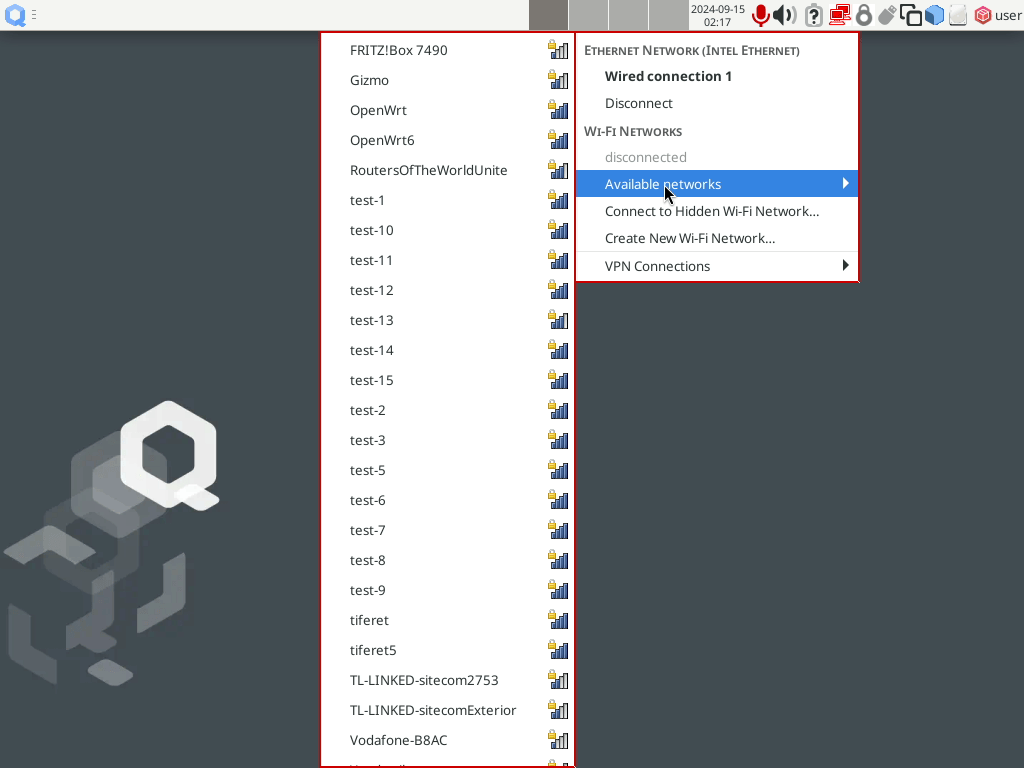 2024-09-15
02:17
user
FRITZ!Box 7490
Gizmo
OpenWrt
OpenWrt6
RoutersOfTheWorldUnite
test-1
test-10
test-11
test-12
test-13
test-14
test-15
test-2
test-3
test-5
test-6
test-7
test-8
test-9
tiferet
tiferet5
TL-LINKED-sitecom2753
TL-LINKED-sitecomExterior
Vodafone-B8AC
Ethernet Network (Intel Ethernet)
Wired connection 1
Disconnect
Wi-Fi Networks
disconnected
Available networks
Connect to Hidden Wi-Fi Network...
Create New Wi-Fi Network...
VPN Connections